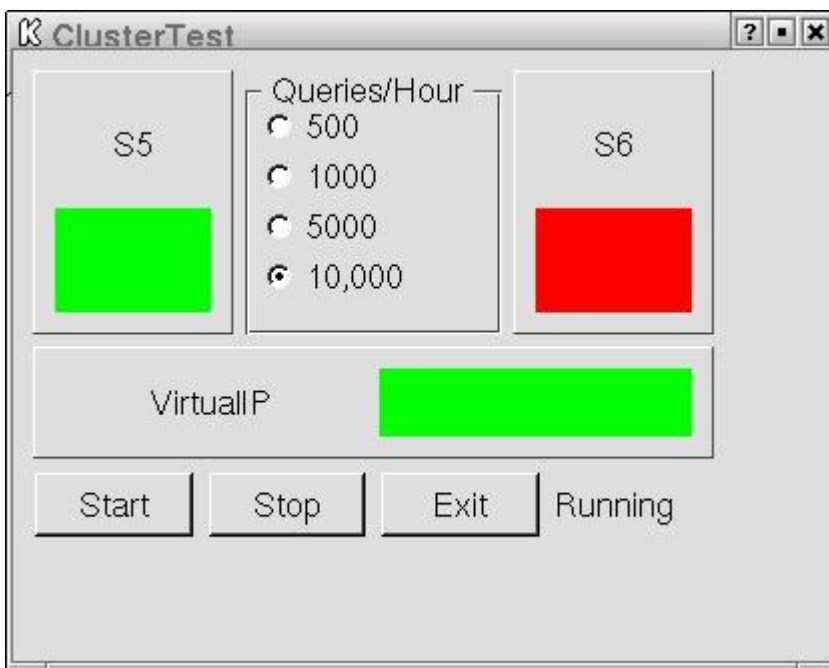 ClusterTest
S5
Queries/Hour
500
1000
5000
10,000
S6
VirtualIP
Start
Stop
Exit
Running